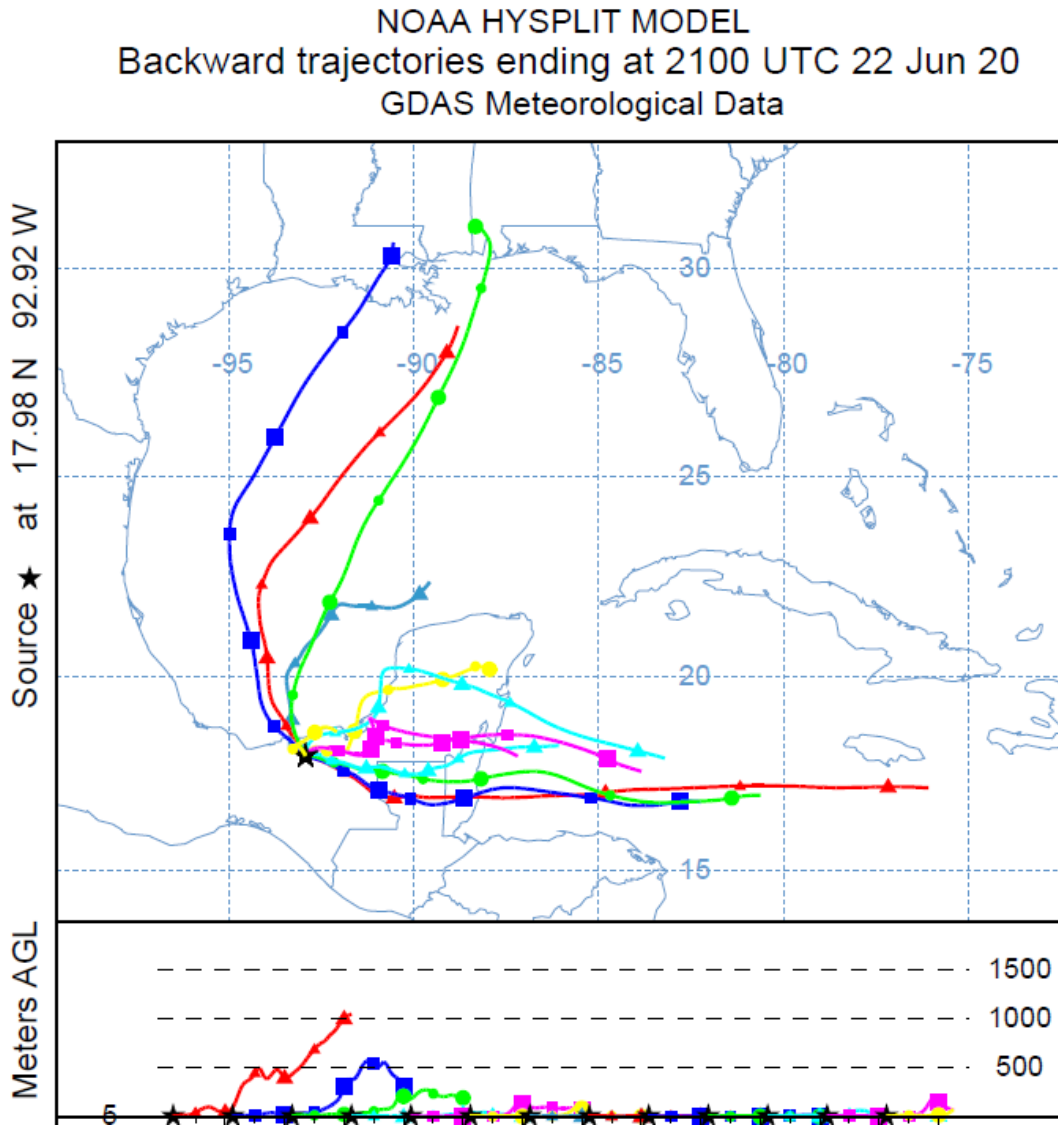 NOAA HYSPLIT MODEL
Backward trajectories ending at 2100 UTC 22 Jun 20
GDAS Meteorological Data
Source ★ at 17.98 N 92.92 W
30
-95 -90 -85 -80 -75
25
20
15
Meters AGL
1500
1000
500
5